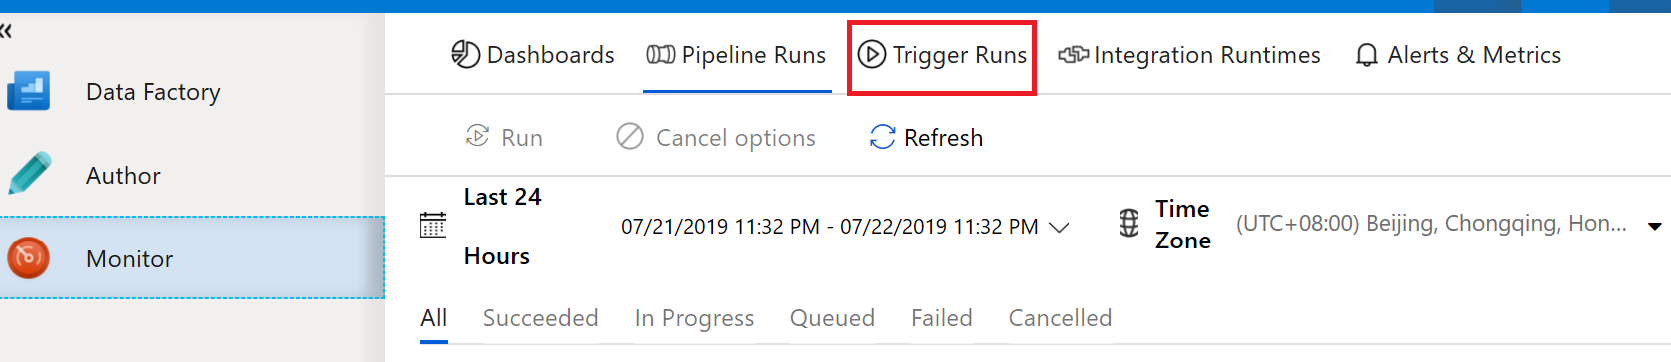 «
Data Factory
Author
Monitor
Dashboards Pipeline Runs Trigger Runs Integration Runtimes Alerts & Metrics
Run Cancel options Refresh
Last 24
Hours
07/21/2019 11:32 PM - 07/22/2019 11:32 PM
Time
Zone
(UTC+08:00) Beijing, Chongqing, Hon...
All Succeeded In Progress Queued Failed Cancelled